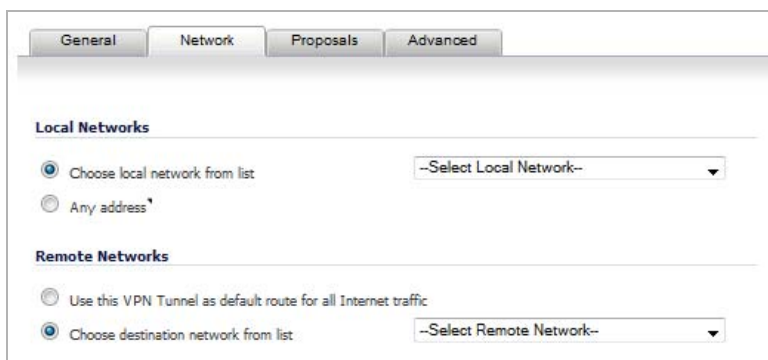 General Network Proposals Advanced
Local Networks
Choose local network from list --Select Local Network--
Any address
Remote Networks
Use this VPN Tunnel as default route for all Internet traffic
Choose destination network from list --Select Remote Network--